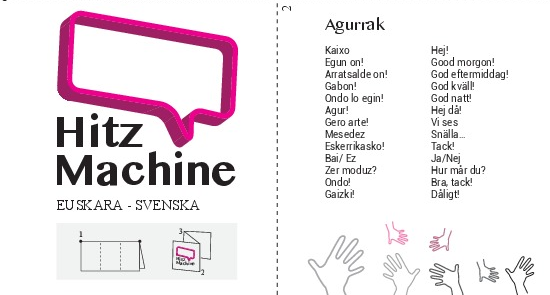 Hitz
Machine
EUSKARA - SVENSKA
1
3
Hitz
Machine
2
2
Agurrak
Kaixo Hej!
Egun on! Good morgon!
Arratsalde on! God eftermiddag!
Gabon! God kväll!
Ondo lo egin! God natt!
Agur! Hej då!
Gero arte! Vi ses
Mesedez Snälla...
Eskerrikasko! Tack!
Bai/ Ez Ja/Nej
Zer moduz? Hur mår du?
Ondo! Bra, tack!
Gaizki! Dåligt!